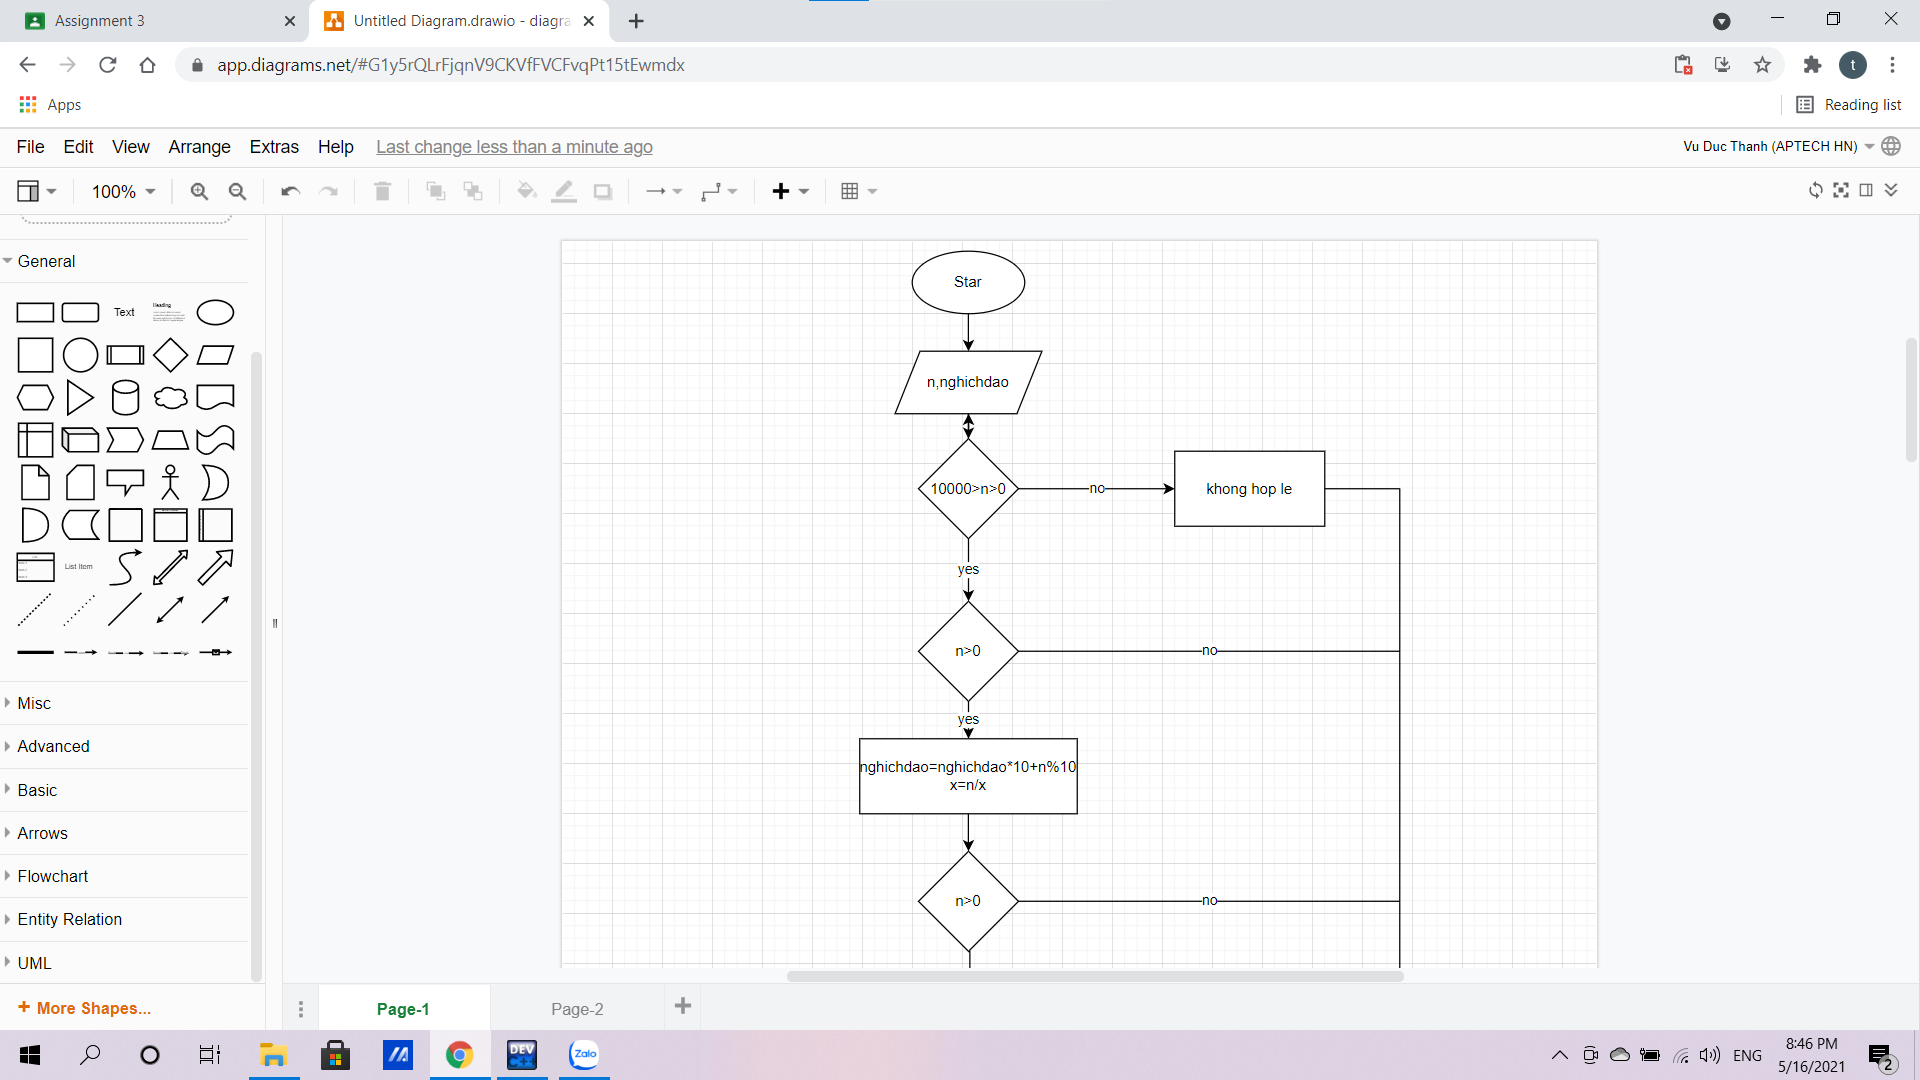 Assignment 3
Untitled Diagram.drawio - diagra
app.diagrams.net/#G1y5rQLrFjqnV9CKVfFVCFvqPt15tEwmdx
t
Apps
Reading list
File Edit View Arrange Extras Help Last change less than a minute ago
Vu Duc Thanh (APTECH HN)
100%
General
Text
Heading
List Item
Misc
Advanced
Basic
Arrows
Flowchart
Entity Relation
UML
+ More Shapes...
Star
n,nghichdao
10000>n>0
no
khong hop le
yes
n>0
no
yes
nghichdao=nghichdao*10+n%10
x=n/x
n>0
no
Page-1
Page-2
DEV
Zalo
ENG
8:46 PM
5/16/2021
2